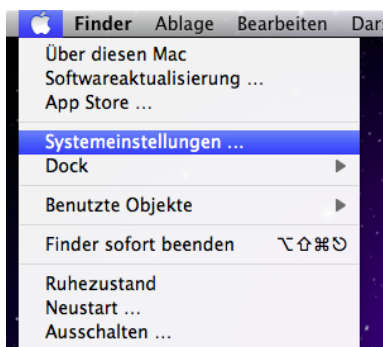 Finder Ablage Bearbeiten Dar
Über diesen Mac
Softwareaktualisierung ...
App Store ...
Systemeinstellungen ...
Dock
Benutzte Objekte
Finder sofort beenden ⌥⇧⌘⎋
Ruhezustand
Neustart ...
Ausschalten ...